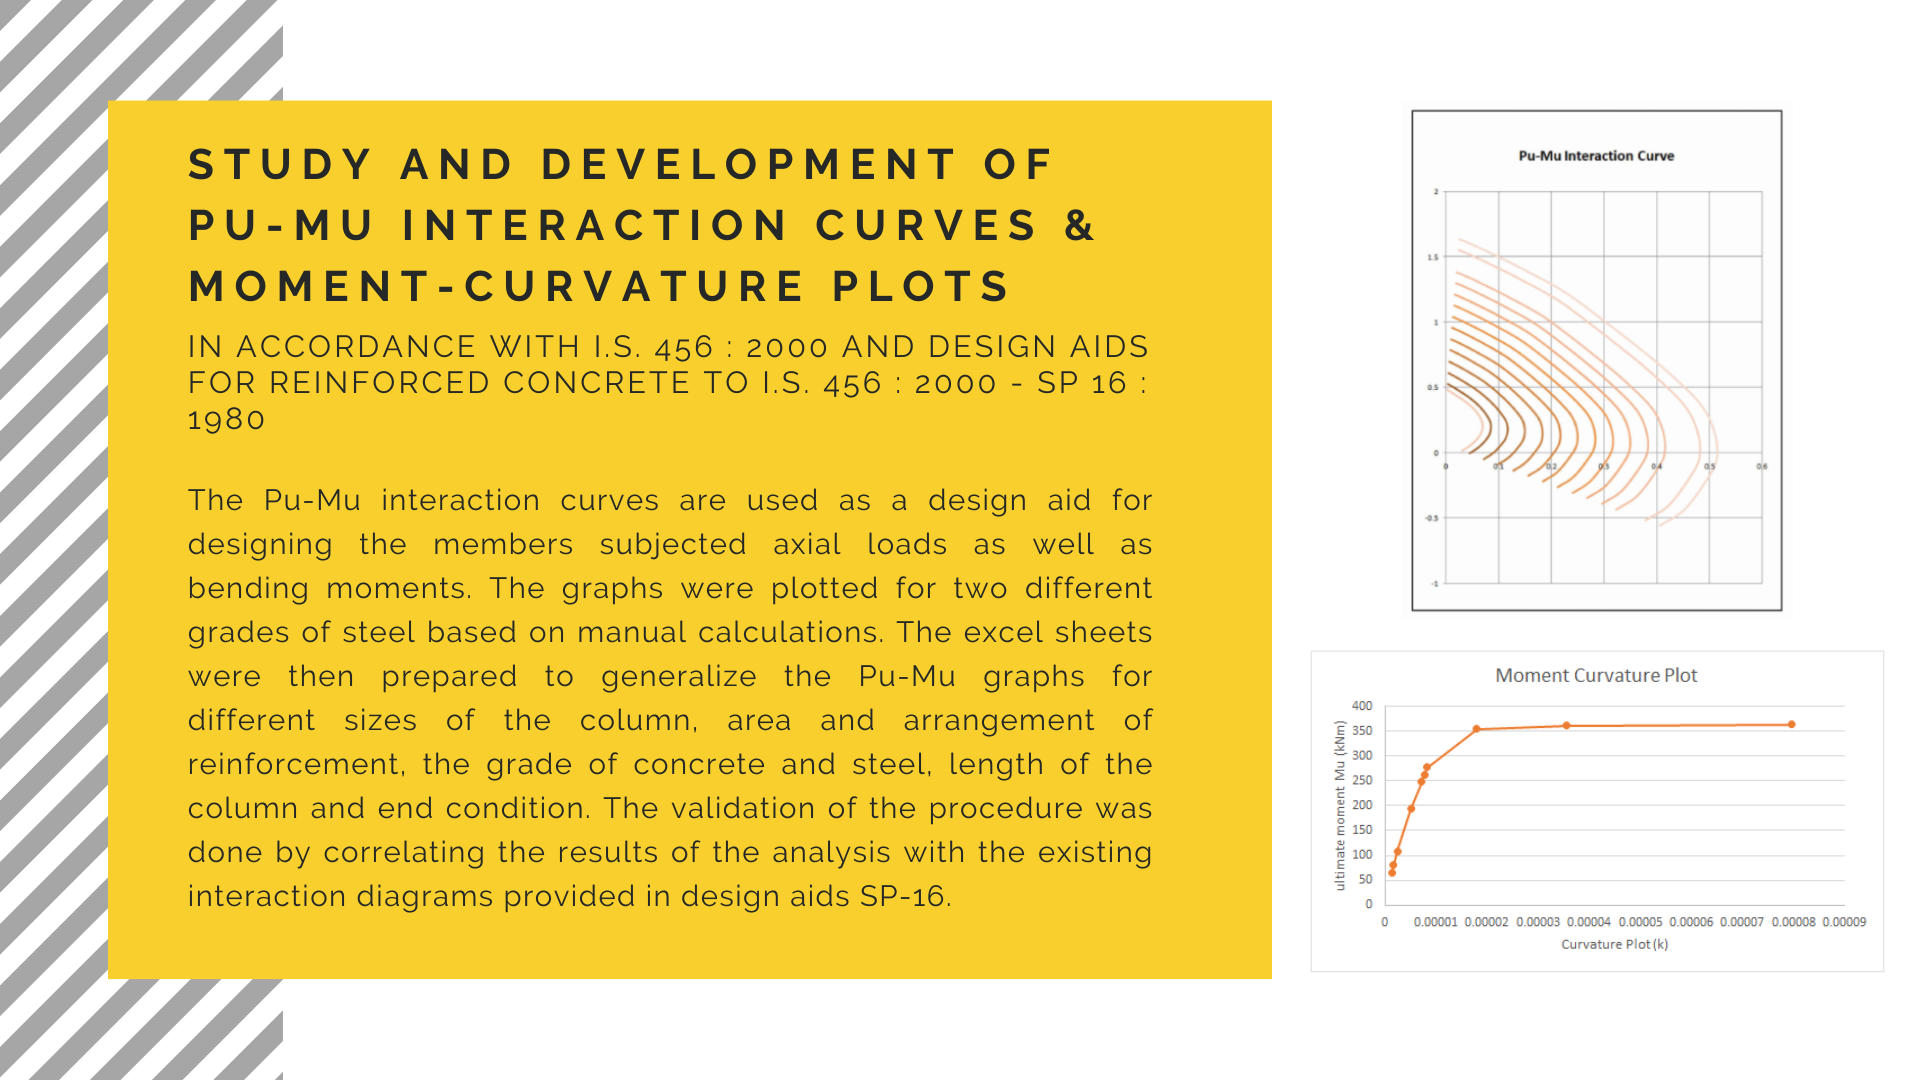 STUDY AND DEVELOPMENT OF
PU-MU INTERACTION CURVES &
MOMENT-CURVATURE PLOTS
IN ACCORDANCE WITH I.S. 456 : 2000 AND DESIGN AIDS
FOR REINFORCED CONCRETE TO I.S. 456 : 2000 - SP 16 :
1980
The Pu-Mu interaction curves are used as a design aid for
designing the members subjected axial loads as well as
bending moments. The graphs were plotted for two different
grades of steel based on manual calculations. The excel sheets
were then prepared to generalize the Pu-Mu graphs for
different sizes of the column, area and arrangement of
reinforcement, the grade of concrete and steel, length of the
column and end condition. The validation of the procedure was
done by correlating the results of the analysis with the existing
interaction diagrams provided in design aids SP-16.
Pu-Mu Interaction Curve
2
1.5
1
0.5
0
0 0.1 0.2 0.3 0.4 0.5 0.6
-0.5
-1
Moment Curvature Plot
ultimate moment Mu (kNm)
400
350
300
250
200
150
100
50
0
0 0.00001 0.00002 0.00003 0.00004 0.00005 0.00006 0.00007 0.00008 0.00009
Curvature Plot (k)